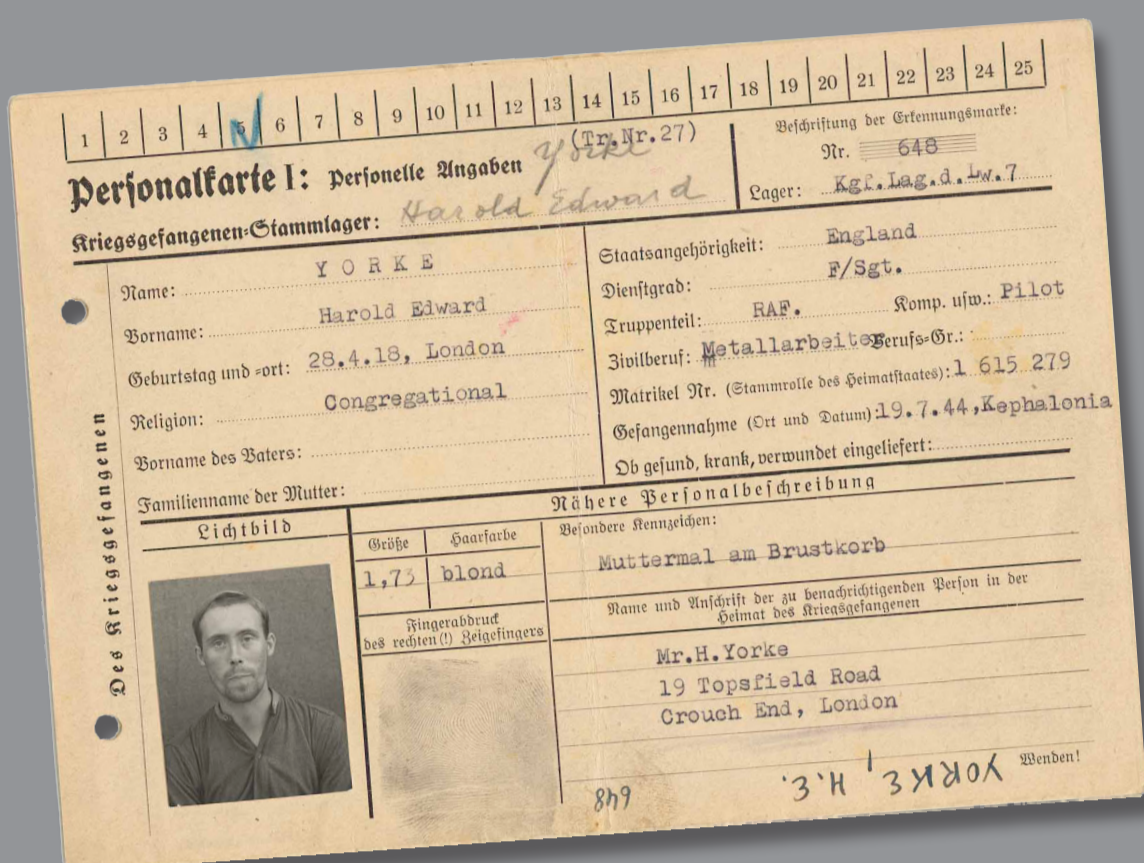 1 2 3 4 5 6 7 8 9 10 11 12 13 14 15 16 17 18 19 20 21 22 23 24 25
N
Personalkarte I: Personelle Angaben
(Tr.Nr.27)
Yorke
Kriegsgefangenen-Stammlager: Harold Edward
Beschriftung der Erkennungsmarke:
Nr. 648
Lager: Kgf.Lag.d.Lw.7
Des Kriegsgefangenen
Name: YORKE
Vorname: Harold Edward
Geburtstag und -ort: 28.4.18, London
Religion: Congregational
Vorname des Vaters:
Familienname der Mutter:
Staatsangehörigkeit: England
Dienstgrad: F/Sgt.
Truppenteil: RAF. Komp. usw.: Pilot
Zivilberuf: Metallarbeiter Berufs-Gr.:
Matrikel Nr. (Stammrolle des Heimatstaates): 1 615 279
Gefangennahme (Ort und Datum): 19.7.44,Kephalonia
Ob gesund, krank, verwundet eingeliefert:
Lichtbild
Nähere Personalbeschreibung
Größe Haarfarbe
1,73 blond
Fingerabdruck
des rechten (!) Zeigefingers
Besondere Kennzeichen:
Muttermal am Brustkorb
Name und Anschrift der zu benachrichtigenden Person in der
Heimat des Kriegsgefangenen
Mr.H.Yorke
19 Topsfield Road
Crouch End, London
Wenden!
YORKE, H.E.
648